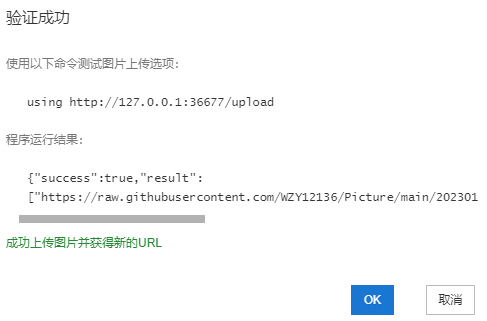 验证成功
使用以下命令测试图片上传选项:
using http://127.0.0.1:36677/upload
程序运行结果:
{"success":true,"result":
["https://raw.githubusercontent.com/WZY12136/Picture/main/202301
成功上传图片并获得新的URL
OK 取消